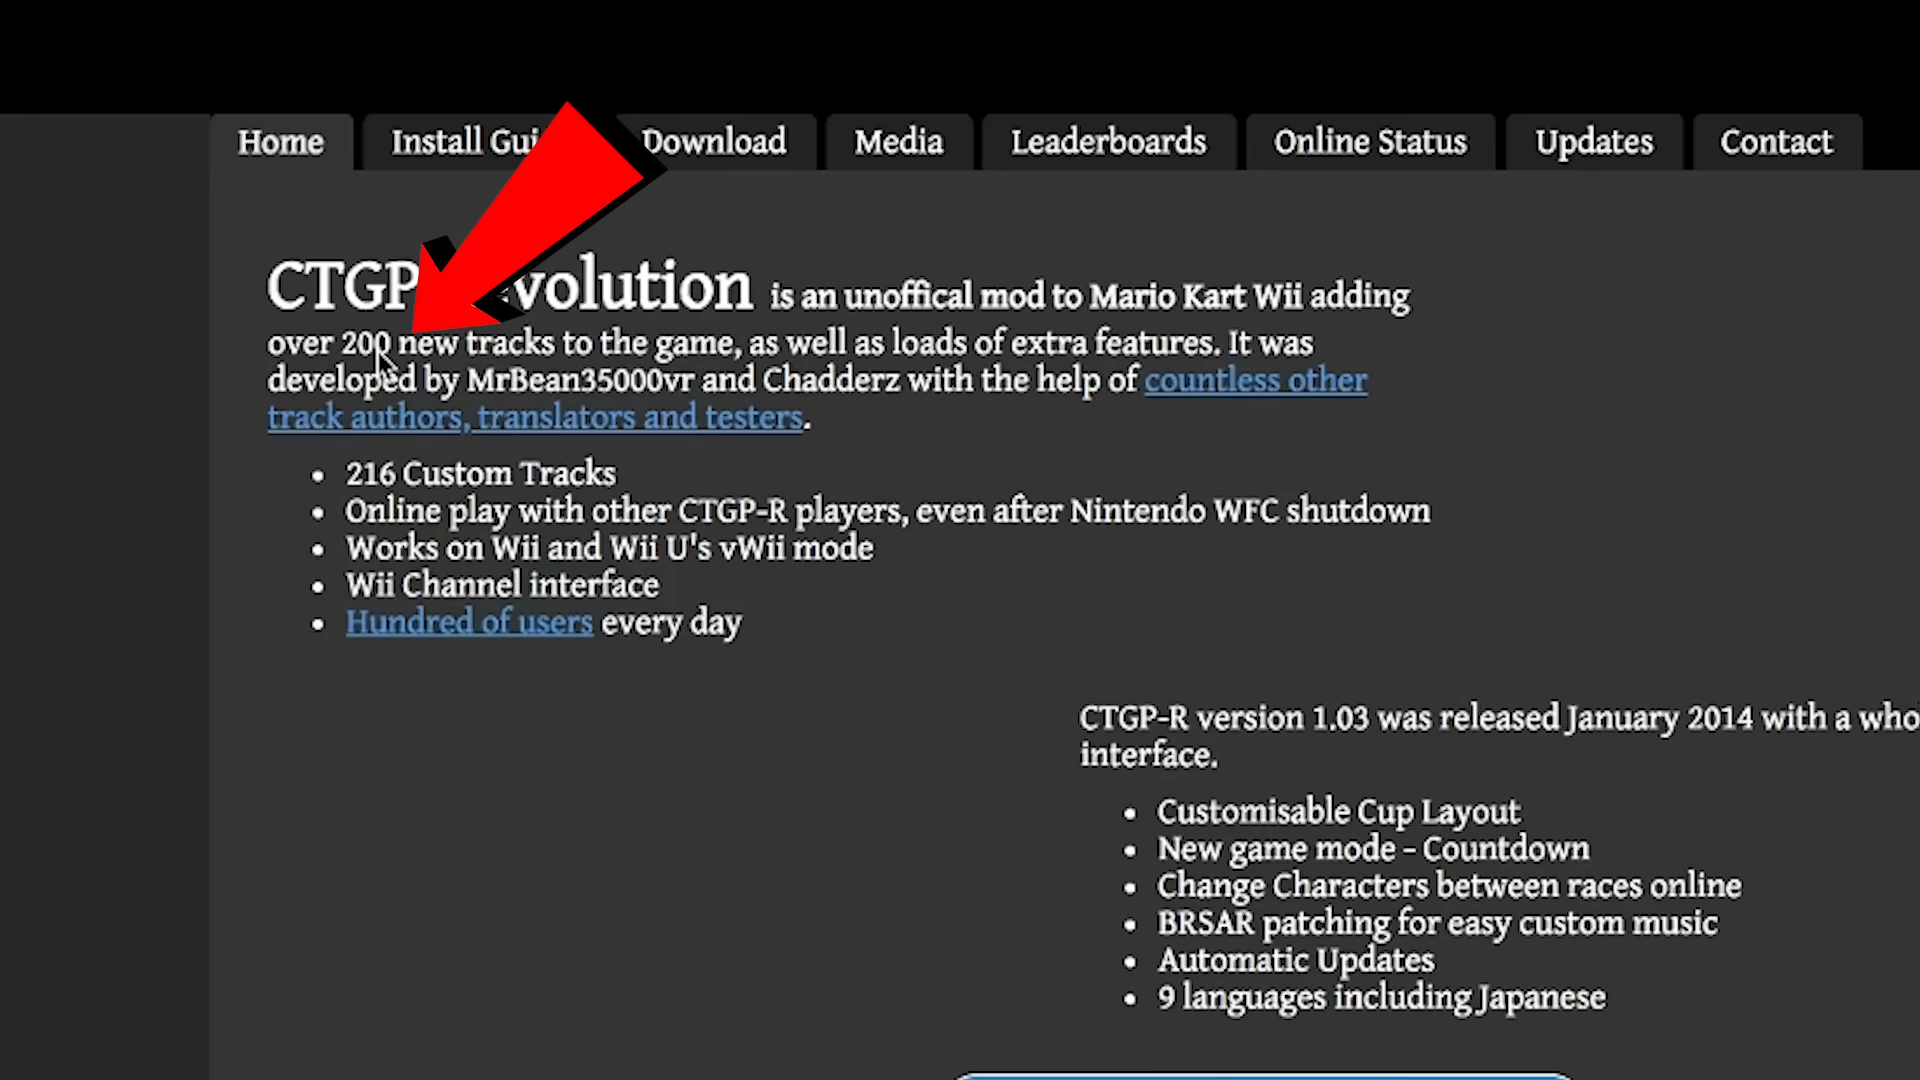 Home Install Gui Download Media Leaderboards Online Status Updates Contact
CTGP volution is an unoffical mod to Mario Kart Wii adding
over 200 new tracks to the game, as well as loads of extra features. It was
developed by MrBean35000vr and Chadderz with the help of countless other
track authors, translators and testers.
• 216 Custom Tracks
• Online play with other CTGP-R players, even after Nintendo WFC shutdown
• Works on Wii and Wii U's vWii mode
• Wii Channel interface
• Hundred of users every day
CTGP-R version 1.03 was released January 2014 with a who
interface.
• Customisable Cup Layout
• New game mode - Countdown
• Change Characters between races online
• BRSAR patching for easy custom music
• Automatic Updates
• 9 languages including Japanese